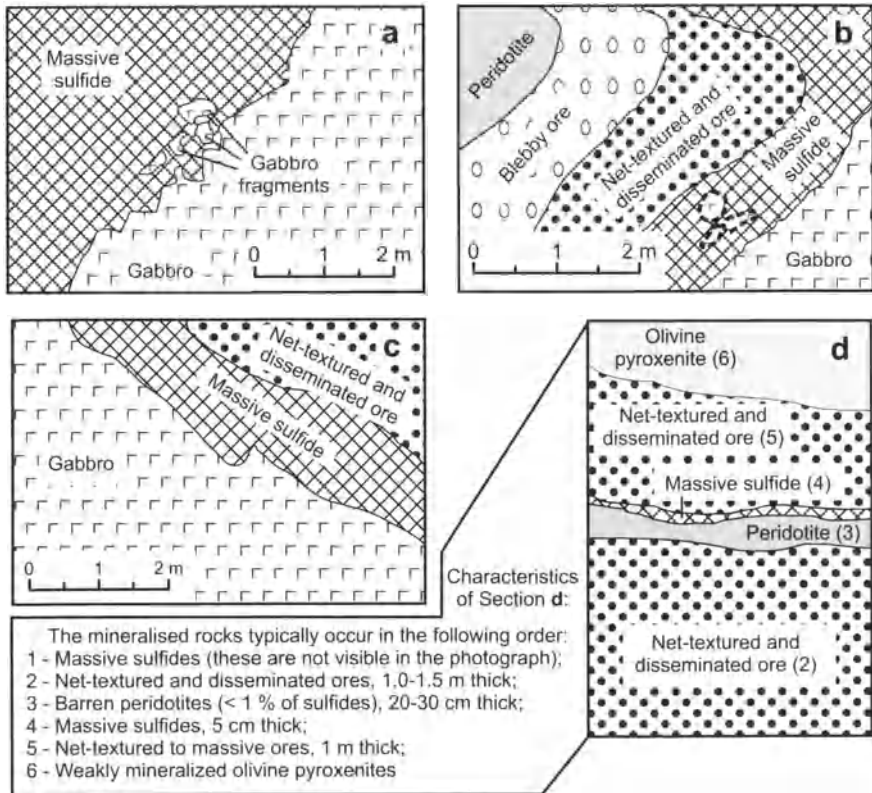 a
Massive
sulfide
Gabbro
fragments
0 1 2 m
Gabbro
b
Peridotite
Blebby ore
Net-textured and
disseminated ore
Massive
sulfide
0 1 2 m
Gabbro
c
Net-textured and
disseminated ore
Massive sulfide
Gabbro
0 1 2 m
d
Olivine
pyroxenite (6)
Net-textured and
disseminated ore (5)
Massive sulfide (4)
Peridotite (3)
Net-textured and
disseminated ore (2)
Characteristics
of Section d:
The mineralised rocks typically occur in the following order:
1 - Massive sulfides (these are not visible in the photograph);
2 - Net-textured and disseminated ores, 1,0-1.5 m thick;
3 - Barren peridotites (< 1 % of sulfides), 20-30 cm thick;
4 - Massive sulfides, 5 cm thick;
5 - Net-textured to massive ores, 1 m thick;
6 - Weakly mineralized olivine pyroxenites